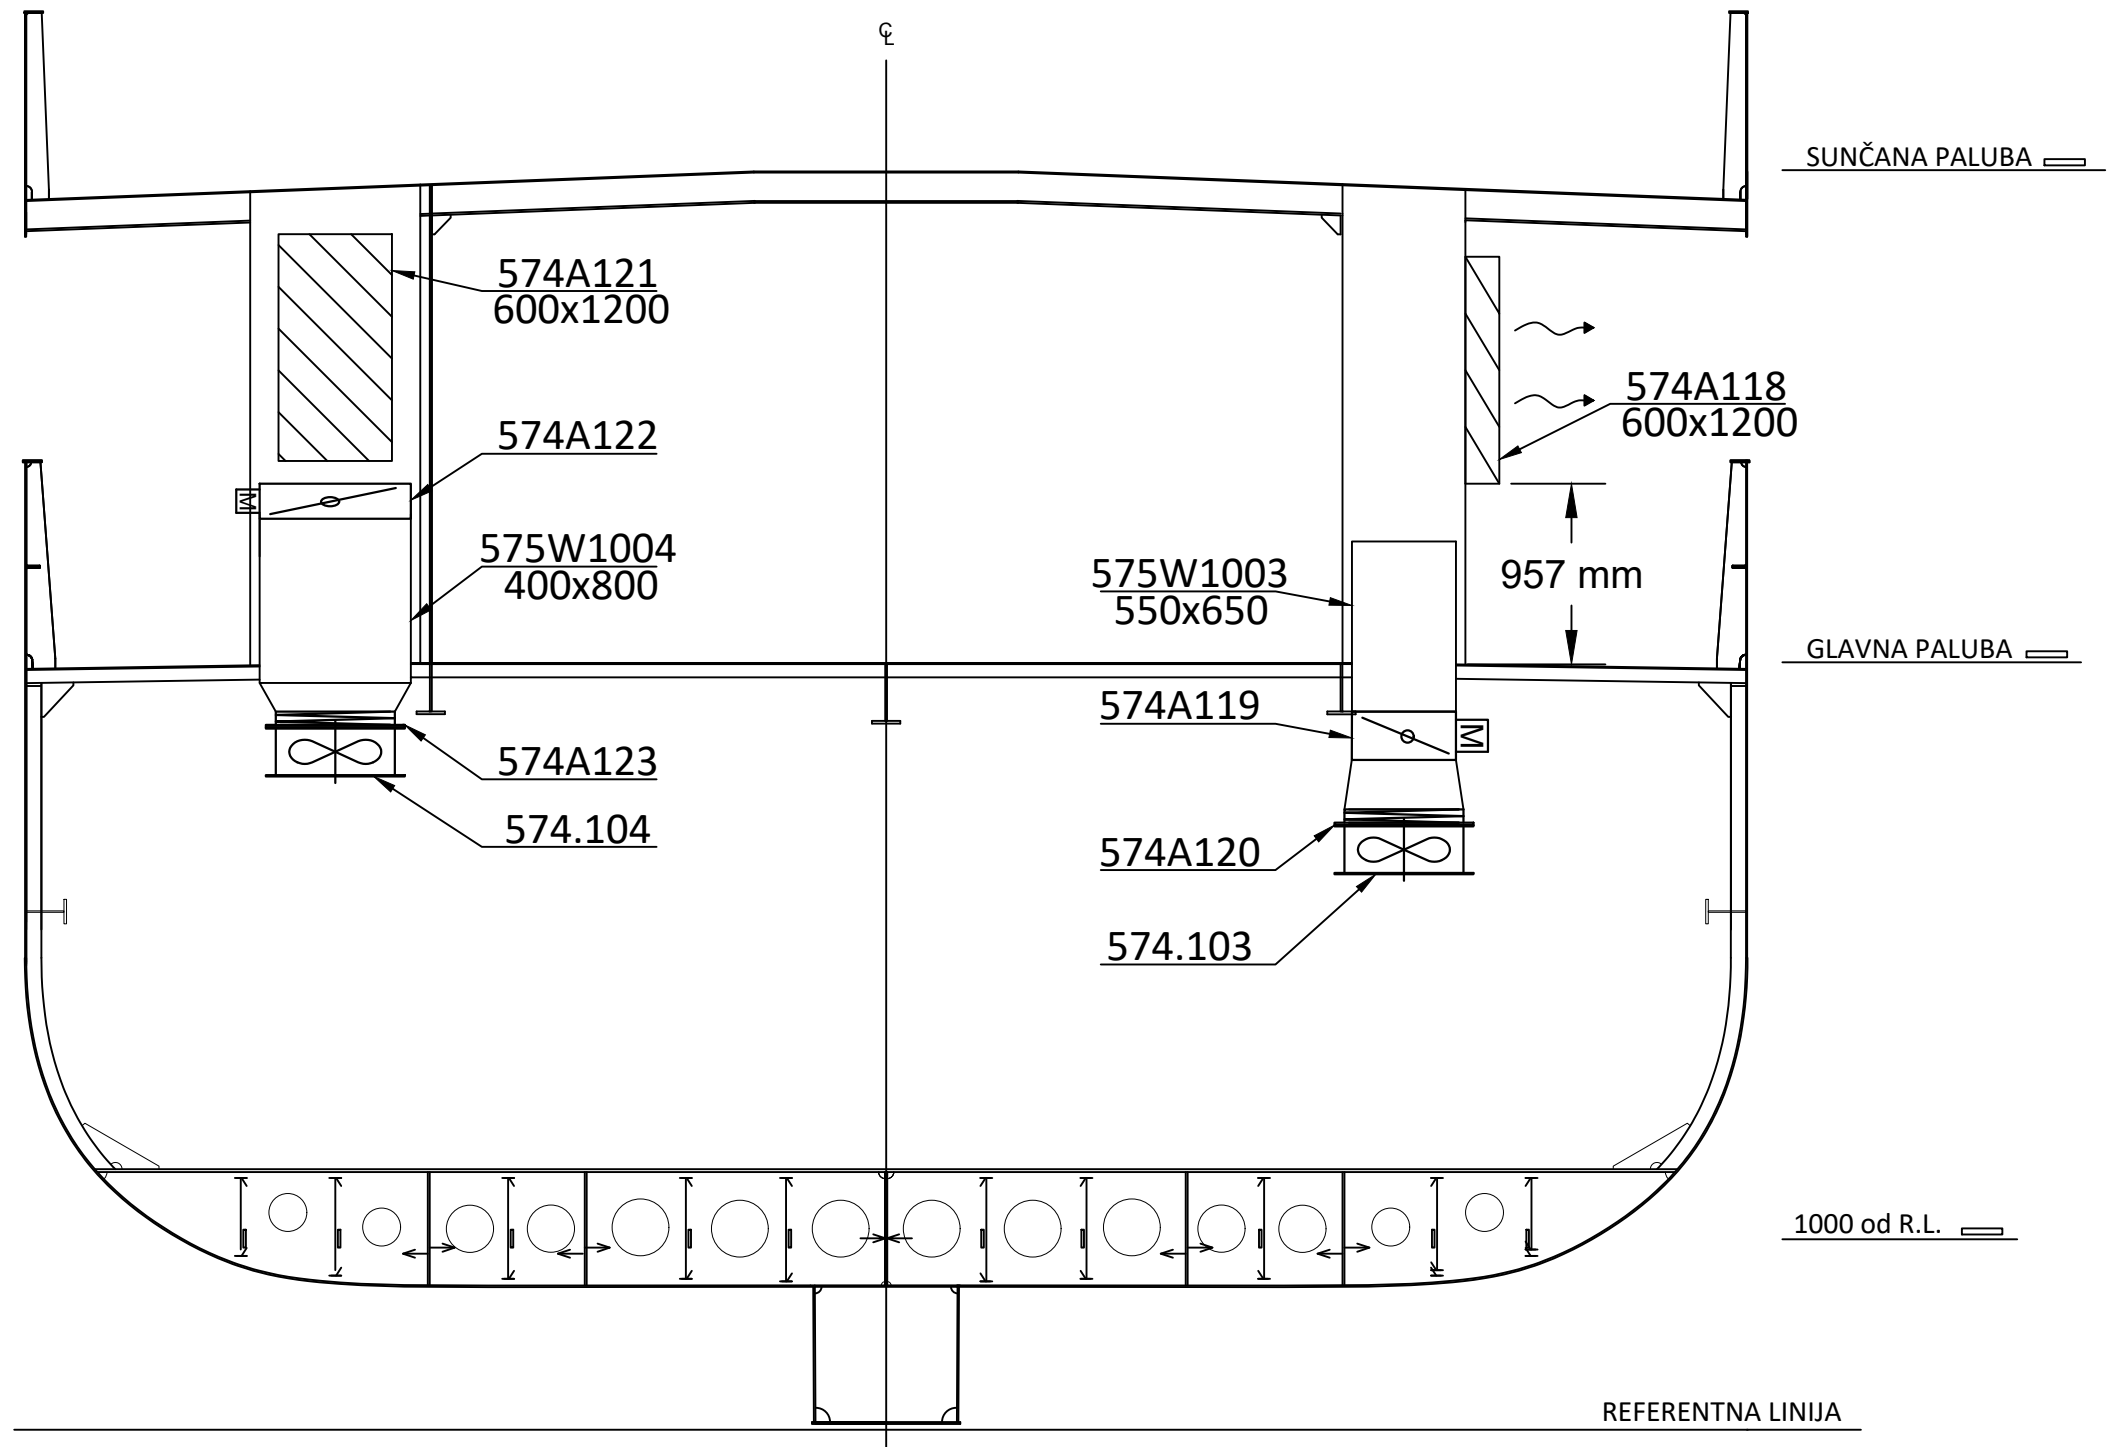 ℄
SUNČANA PALUBA
574A121
600x1200
574A118
600x1200
574A122
M
575W1004
400x800
575W1003
550x650
957 mm
GLAVNA PALUBA
574A119
M
574A123
574.104
574A120
574.103
1000 od R.L.
REFERENTNA LINIJA